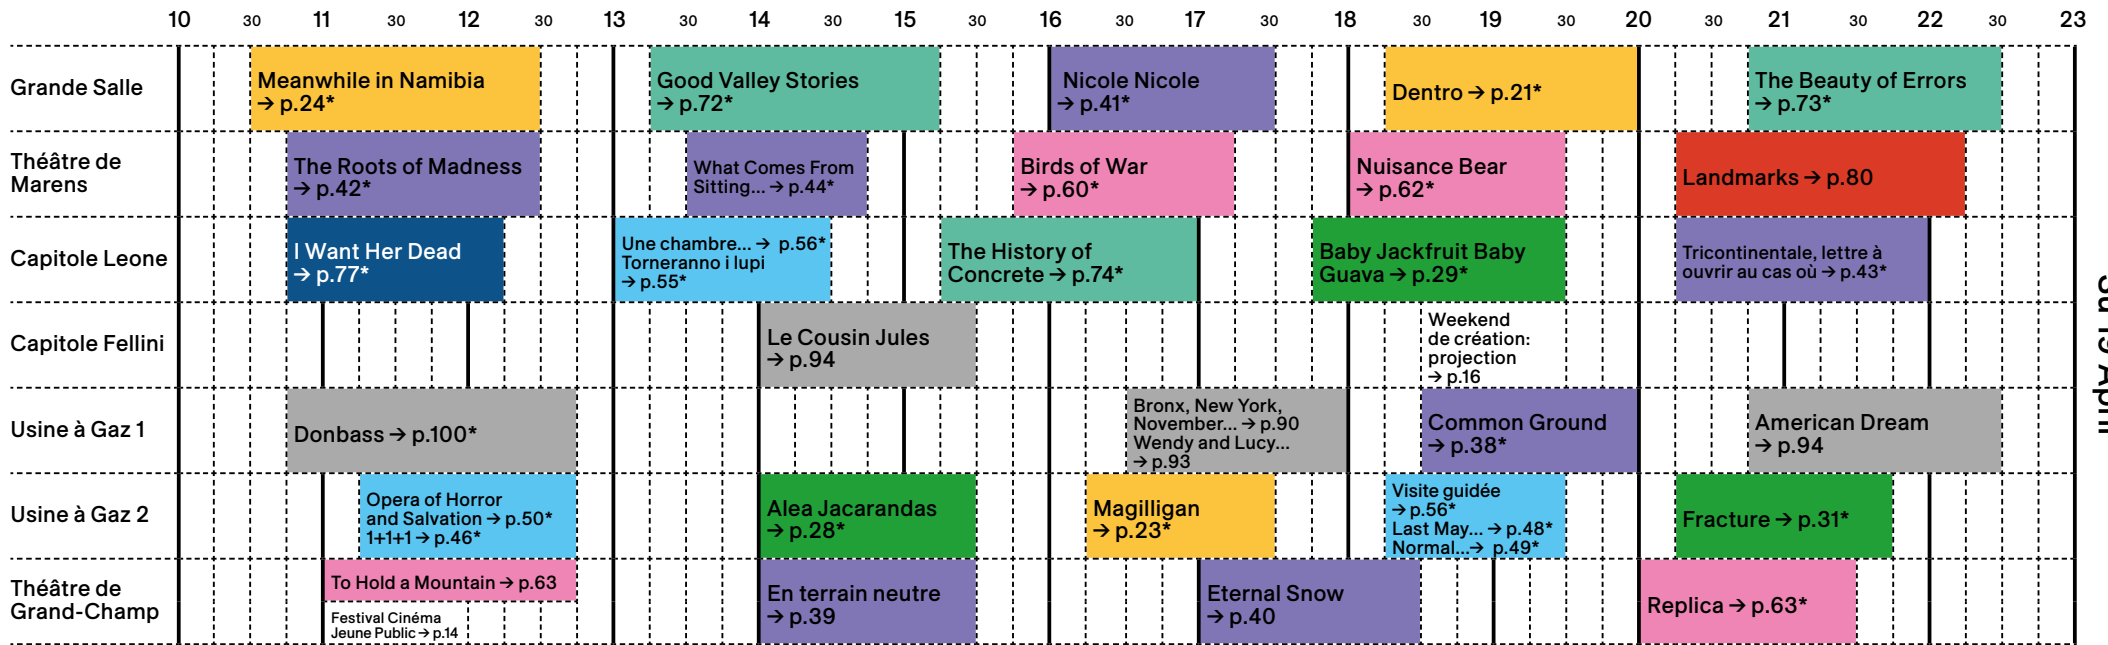 10 30 11 30 12 30 13 30 14 30 15 30 16 30 17 30 18 30 19 30 20 30 21 30 22 30 23
Grande Salle
Meanwhile in Namibia
→ p.24*
Good Valley Stories
→ p.72*
Nicole Nicole
→ p.41*
Dentro → p.21*
The Beauty of Errors
→ p.73*
Théâtre de
Marens
The Roots of Madness
→ p.42*
What Comes From
Sitting... → p.44*
Birds of War
→ p.60*
Nuisance Bear
→ p.62*
Landmarks → p.80
Capitole Leone
I Want Her Dead
→ p.77*
Une chambre... → p.56*
Torneranno i lupi
→ p.55*
The History of
Concrete → p.74*
Baby Jackfruit Baby
Guava → p.29*
Tricontinentale, lettre à
ouvrir au cas où → p.43*
Capitole Fellini
Le Cousin Jules
→ p.94
Weekend
de création:
projection
→ p.16
Usine à Gaz 1
Donbass → p.100*
Bronx, New York,
November... → p.90
Wendy and Lucy...
→ p.93
Common Ground
→ p.38*
American Dream
→ p.94
Usine à Gaz 2
Opera of Horror
and Salvation → p.50*
1+1+1 → p.46*
Alea Jacarandas
→ p.28*
Magilligan
→ p.23*
Visite guidée
→ p.56*
Last May... → p.48*
Normal...→ p.49*
Fracture → p.31*
Théâtre de
Grand-Champ
To Hold a Mountain → p.63
Festival Cinéma
Jeune Public → p.14
En terrain neutre
→ p.39
Eternal Snow
→ p.40
Replica → p.63*